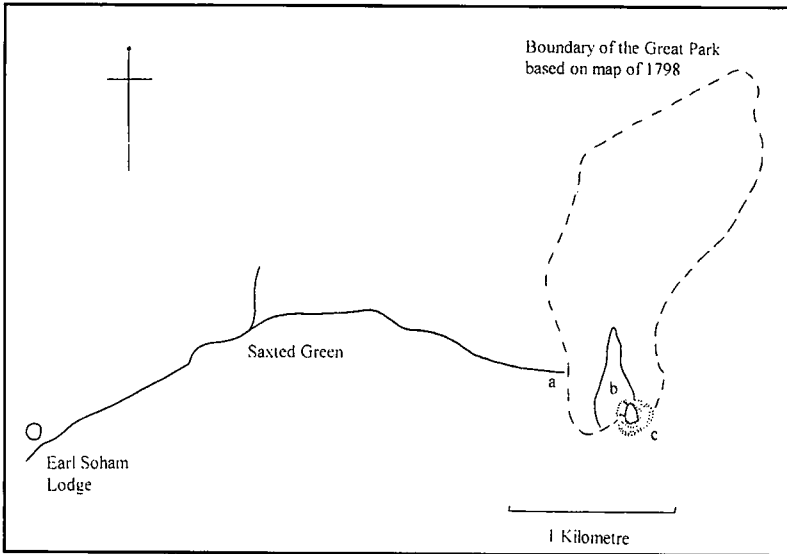 Boundary of the Great Park
based on map of 1798
Saxted Green
a
b
c
Earl Soham
Lodge
1 Kilometre